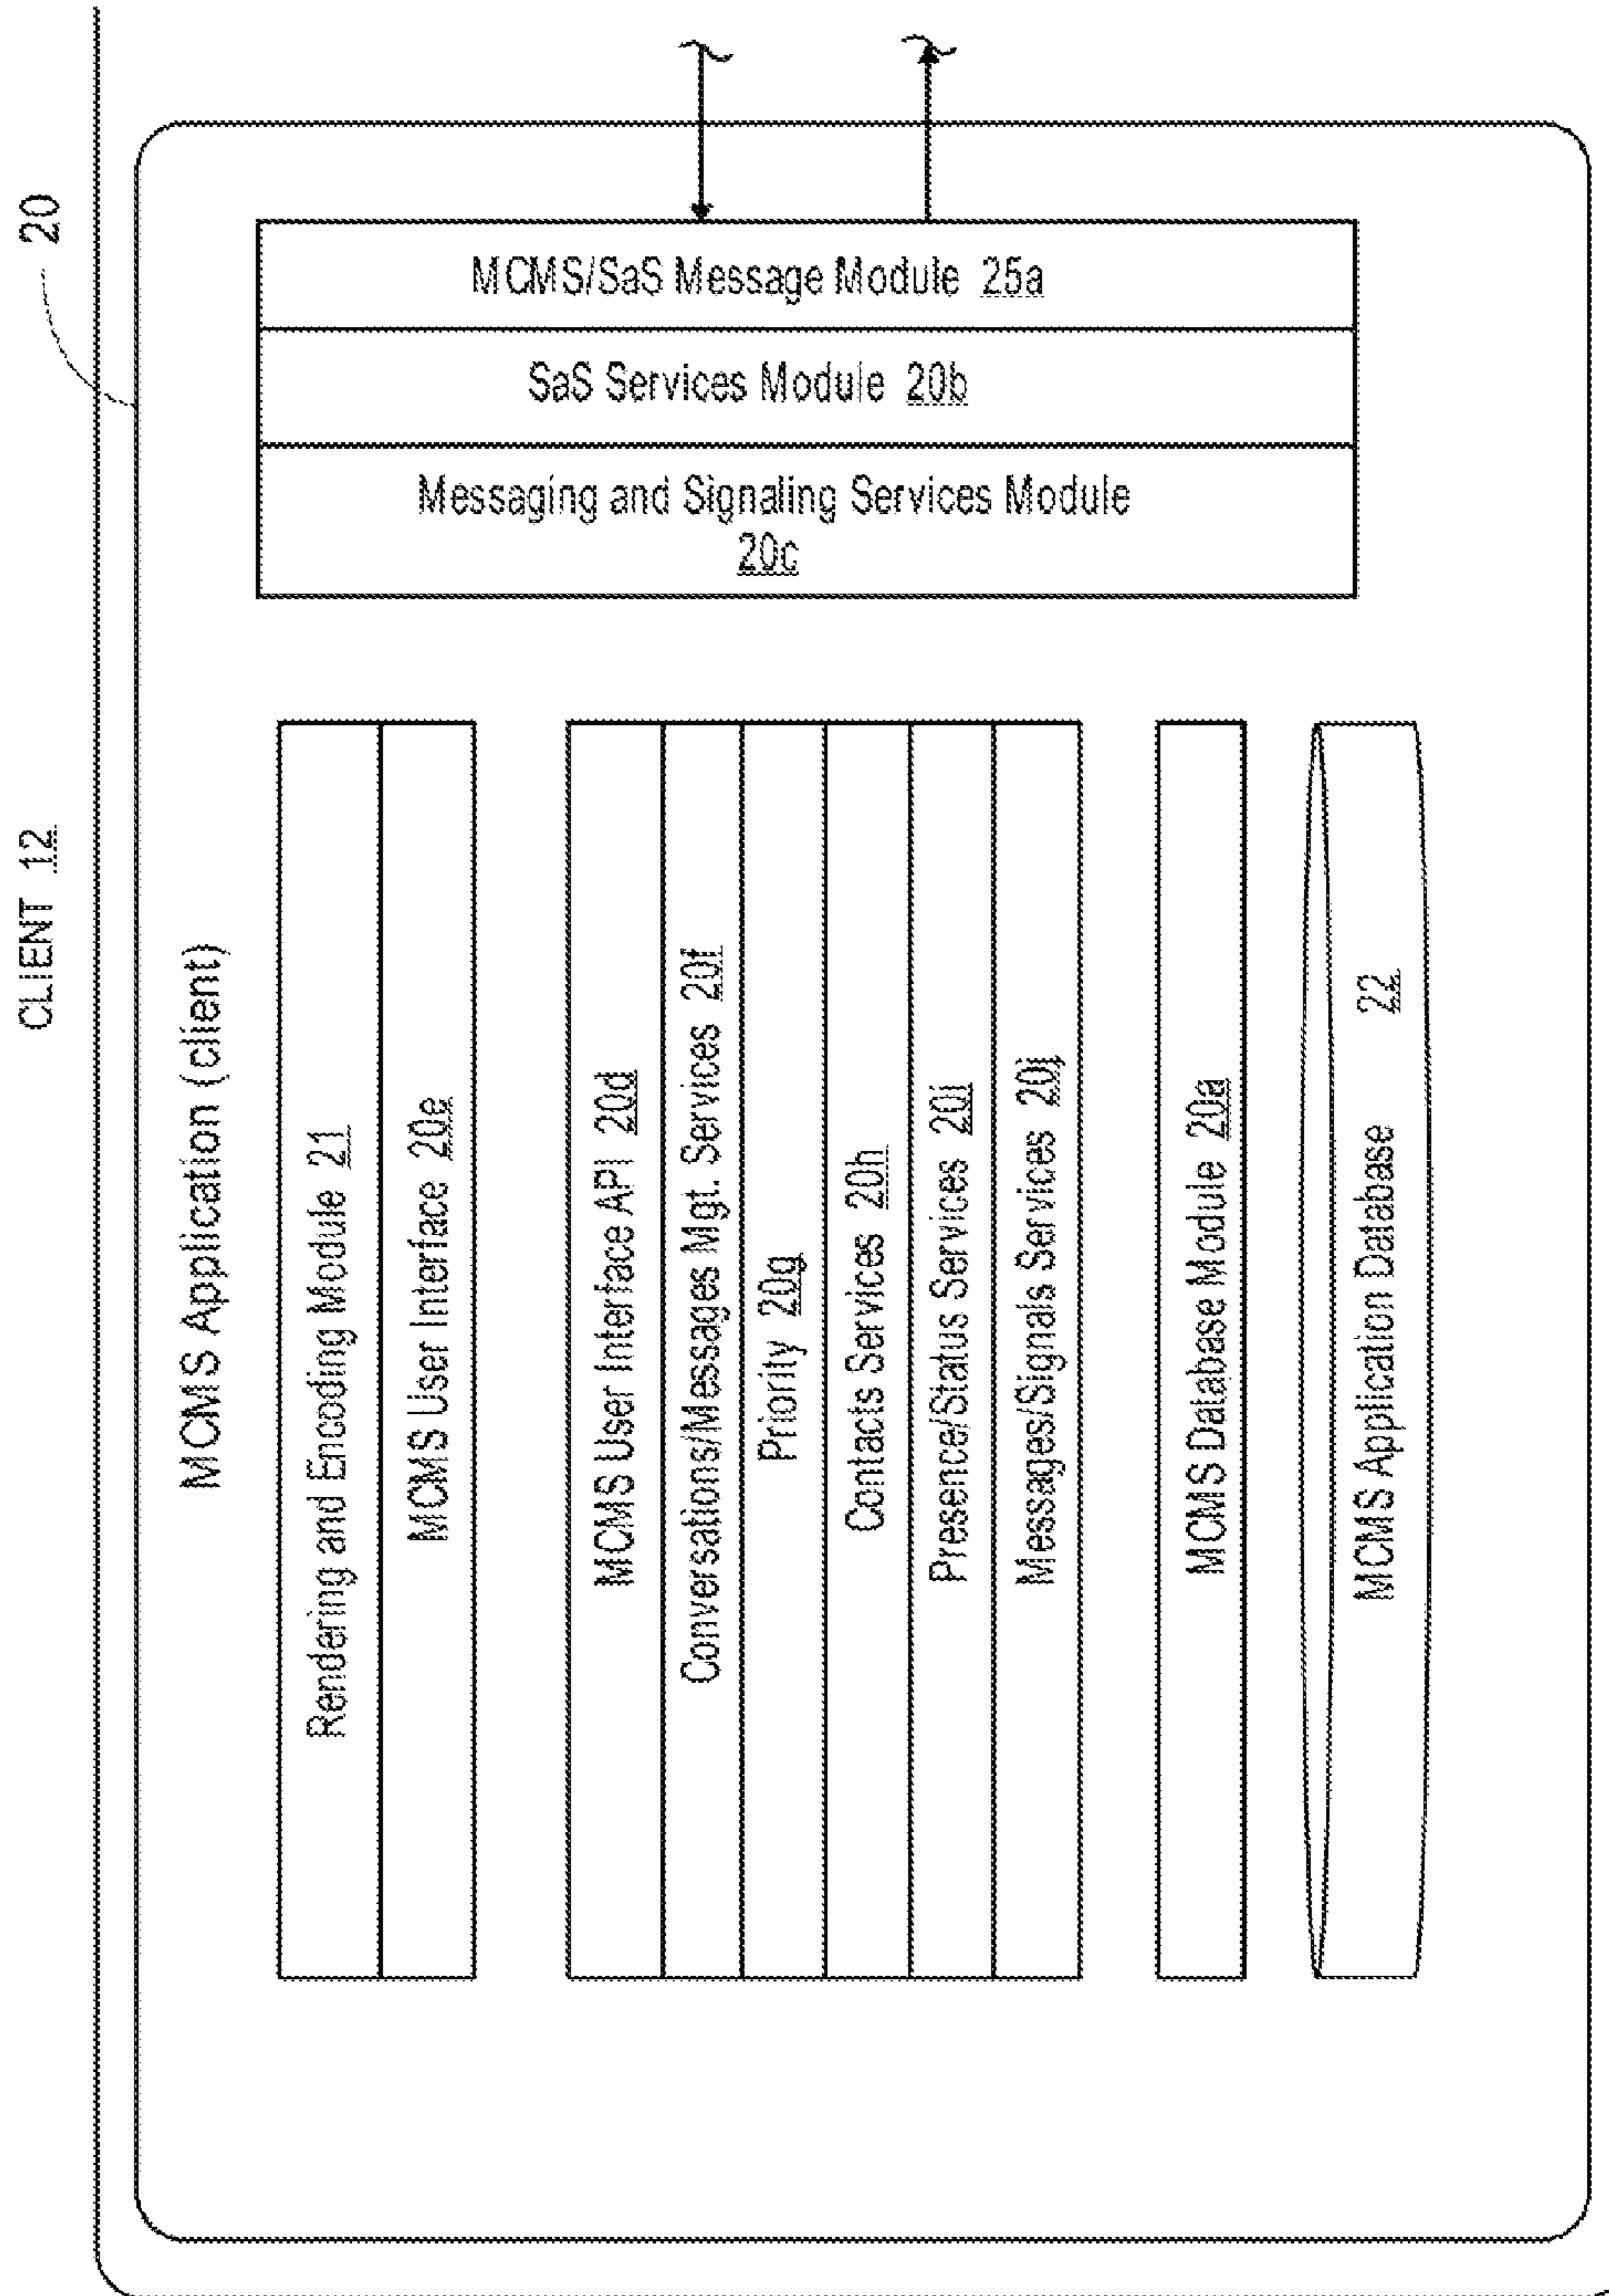 CLIENT 12
20
MCMS Application (client)
Rendering and Encoding Module 21
MCMS User Interface 20e
MCMS User Interface API 20d
Conversations/Messages Mgt. Services 20f
Priority 20g
Contacts Services 20h
Presence/Status Services 20i
Messages/Signals Services 20j
MCMS Database Module 20a
MCMS Application Database 22
MCMS/SaS Message Module 25a
SaS Services Module 20b
Messaging and Signaling Services Module
20c